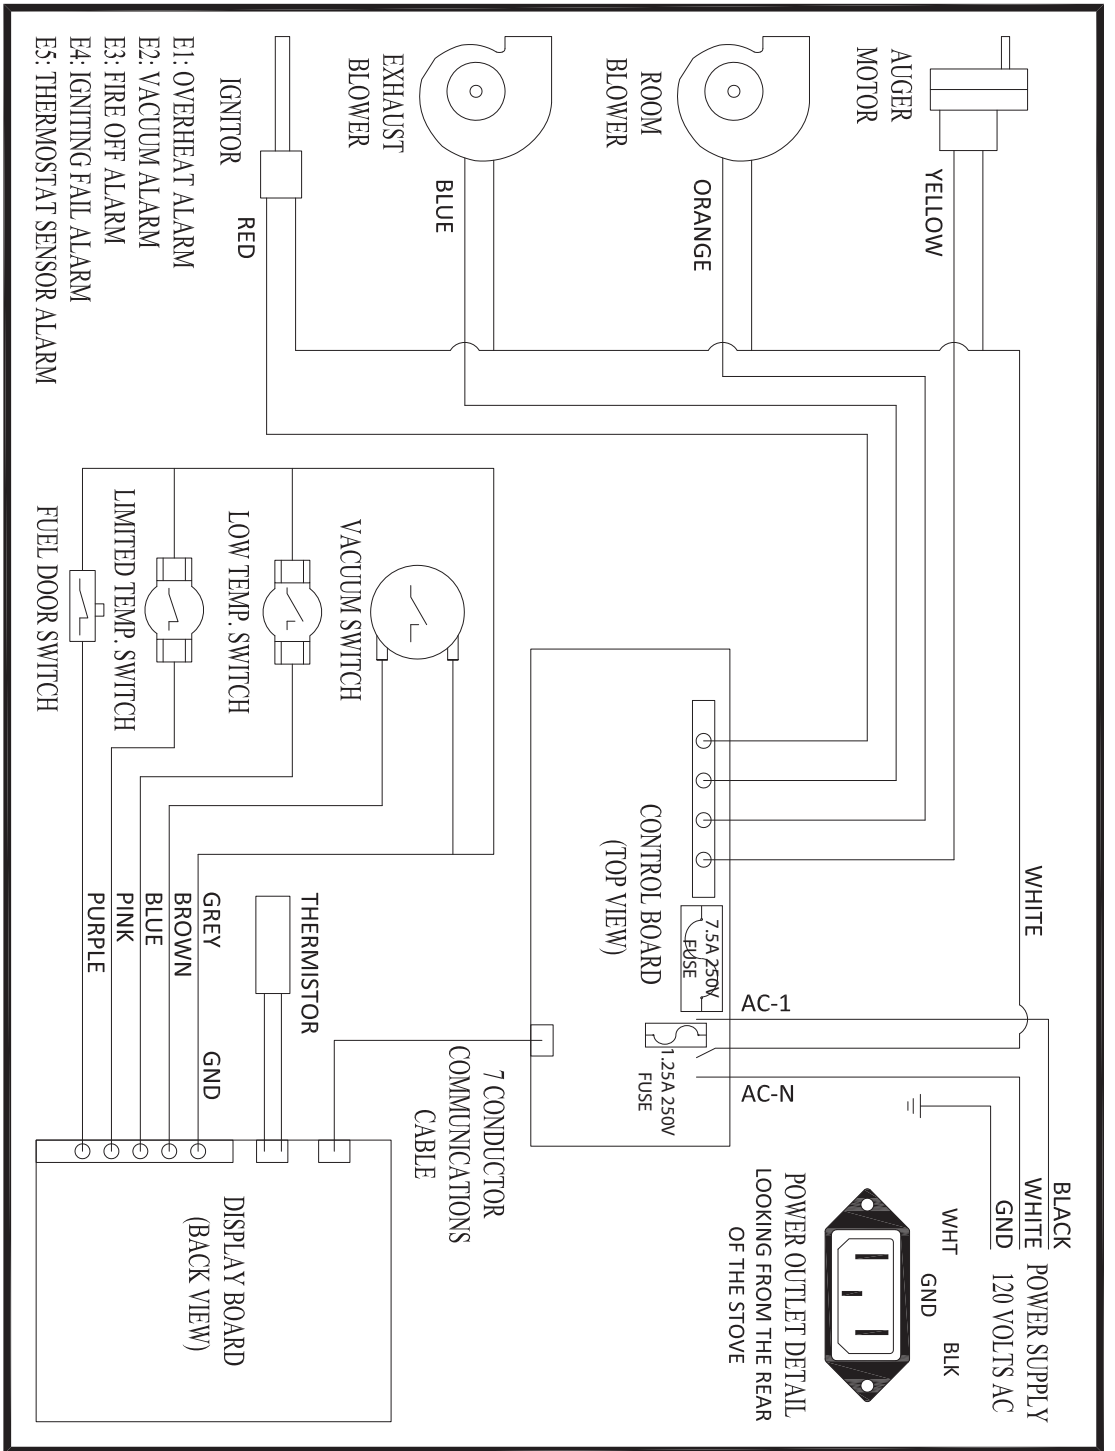 AUGER
MOTOR
YELLOW
ROOM
BLOWER
ORANGE
EXHAUST
BLOWER
BLUE
IGNITOR
RED
E1: OVERHEAT ALARM
E2: VACUUM ALARM
E3: FIRE OFF ALARM
E4: IGNITING FAIL ALARM
E5: THERMOSTAT SENSOR ALARM
WHITE
VACUUM SWITCH
LOW TEMP. SWITCH
LIMITED TEMP. SWITCH
FUEL DOOR SWITCH
CONTROL BOARD
(TOP VIEW)
7.5A 250V
FUSE
1.25A 250V
FUSE
AC-1
AC-N
THERMISTOR
GREY
BROWN
BLUE
PINK
PURPLE
GND
7 CONDUCTOR
COMMUNICATIONS
CABLE
DISPLAY BOARD
(BACK VIEW)
BLACK
WHITE
GND
POWER SUPPLY
120 VOLTS AC
WHT
GND
BLK
POWER OUTLET DETAIL
LOOKING FROM THE REAR
OF THE STOVE